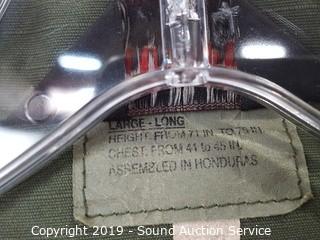 LARGE - LONG
HEIGHT: FROM 71 IN. TO 75 IN.
CHEST: FROM 41 to 45 IN.
ASSEMBLED IN HONDURAS
Copyright 2019 - Sound Auction Service